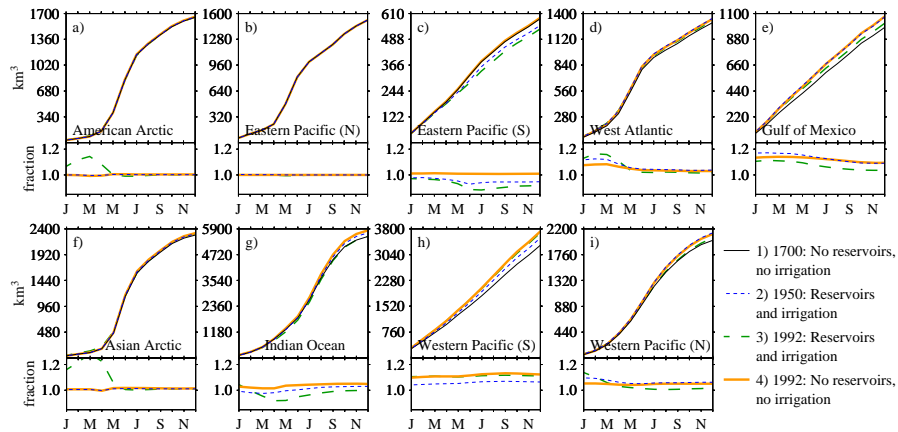 1700 1600 610 1400 1100
a) b) c) d) e)
1360 1280 488 1120 880
1020 960 366 840 660
km³
680 640 244 560 440
340 320 122 280 220
American Arctic Eastern Pacific (N) Eastern Pacific (S) West Atlantic Gulf of Mexico
1.2 1.2 1.2 1.2 1.2
fraction
1.0 1.0 1.0 1.0 1.0
J M M J S N J M M J S N J M M J S N J M M J S N J M M J S N
2400 5900 3800 2200
f) g) h) i)
1920 4720 3040 1760
1440 3540 2280 1320
km³
960 2360 1520 880
480 1180 760 440
Asian Arctic Indian Ocean Western Pacific (S) Western Pacific (N)
1.2 1.2 1.2 1.2
fraction
1.0 1.0 1.0 1.0
J M M J S N J M M J S N J M M J S N J M M J S N
1) 1700: No reservoirs,
no irrigation
2) 1950: Reservoirs
and irrigation
3) 1992: Reservoirs
and irrigation
4) 1992: No reservoirs,
no irrigation